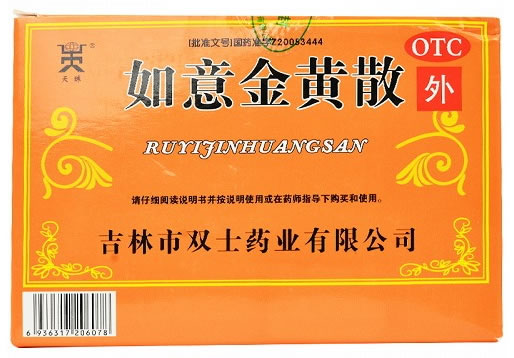 [批准文号]国药准字Z20083444
天雄
®
OTC
外
如意金黄散
RUYIJINHUANGSAN
请仔细阅读说明书并按说明使用或在药师指导下购买和使用。
吉林市双士药业有限公司
6 936317 206078